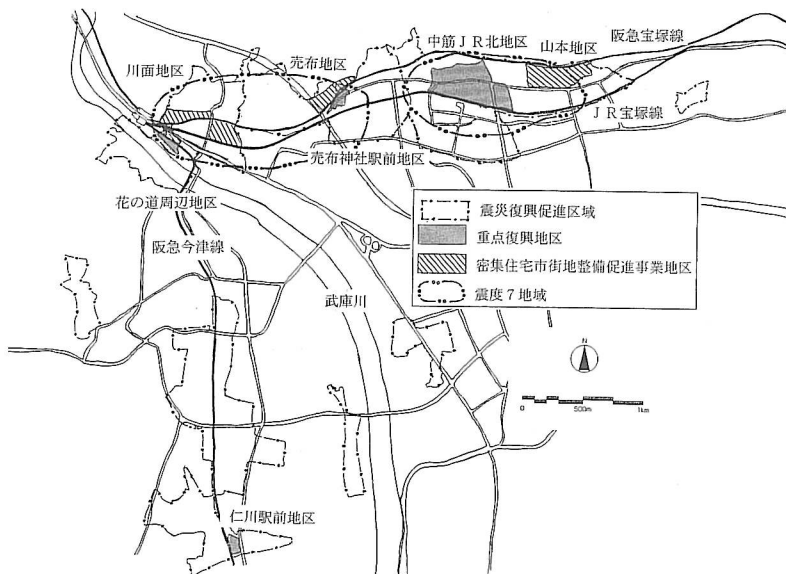 中筋ＪＲ北地区
阪急宝塚線
山本地区
売布地区
川面地区
ＪＲ宝塚線
売布神社駅前地区
花の道周辺地区
震災復興促進区域
重点復興地区
密集住宅市街地整備促進事業地区
震度７地域
阪急今津線
武庫川
N
0 500m 1km
仁川駅前地区